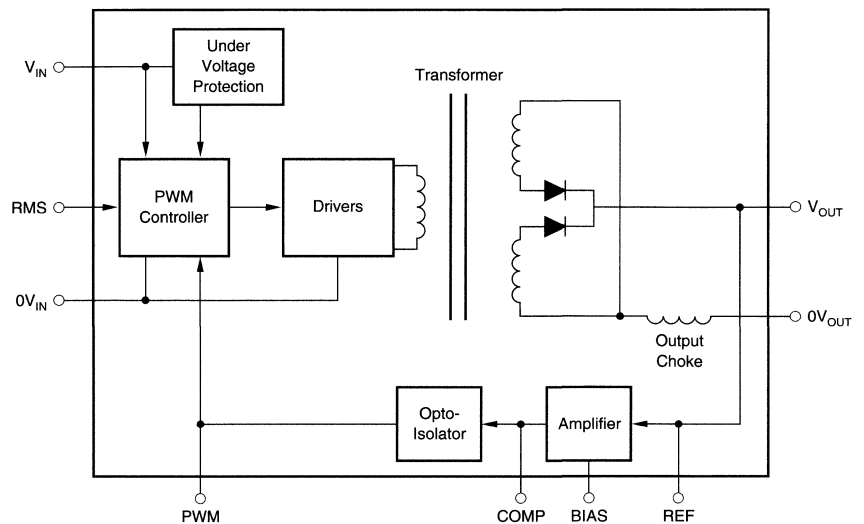 Under
Voltage
Protection
V_IN
Transformer
RMS
PWM
Controller
Drivers
V_OUT
0V_IN
0V_OUT
Output
Choke
Opto-
Isolator
Amplifier
PWM
COMP
BIAS
REF